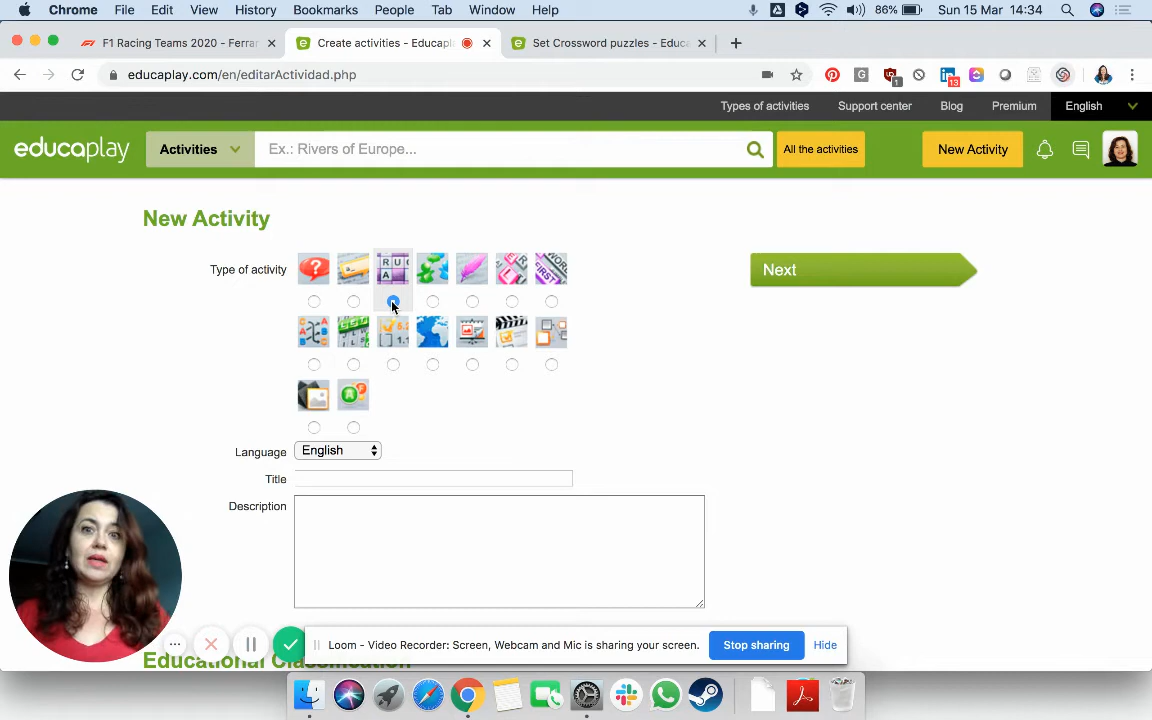 Chrome File Edit View History Bookmarks People Tab Window Help 86% Sun 15 Mar 14:34
F1 Racing Teams 2020 - Ferrar
Create activities - Educapl
Set Crossword puzzles - Educa
educaplay.com/en/editarActividad.php
1
13
Types of activities Support center Blog Premium English
educaplay Activities Ex.: Rivers of Europe... All the activities New Activity
New Activity
Type of activity
Next
Language English
Title
Description
Loom – Video Recorder: Screen, Webcam and Mic is sharing your screen. Stop sharing Hide
Educational Classification